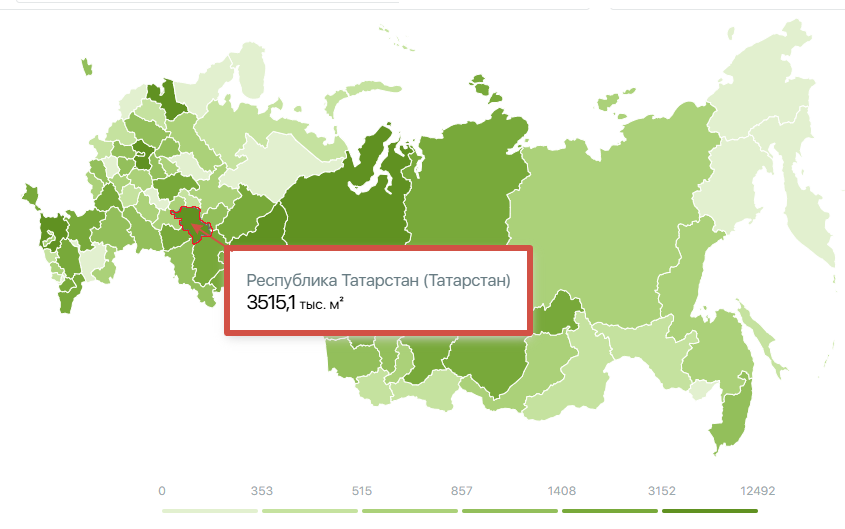 Республика Татарстан (Татарстан)
3515,1 тыс. м²
0 353 515 857 1408 3152 12492